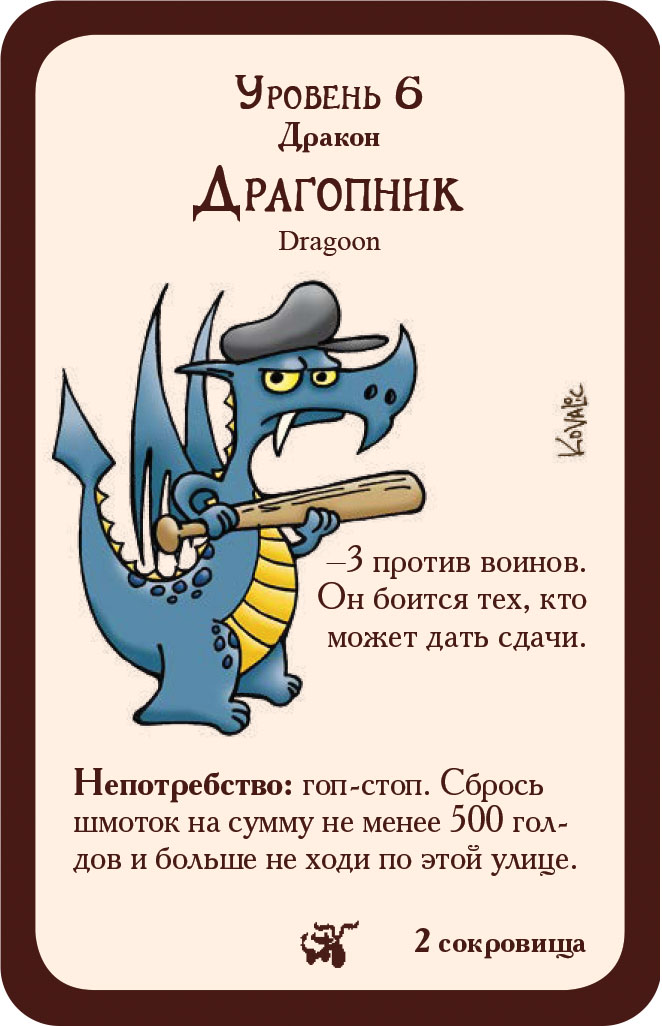 Уровень 6
Дракон
Драгопник
Dragoon
Kovalic
–3 против воинов.
Он боится тех, кто
может дать сдачи.
Непотребство: гоп-стоп. Сбрось
шмоток на сумму не менее 500 гол-
дов и больше не ходи по этой улице.
2 сокровища